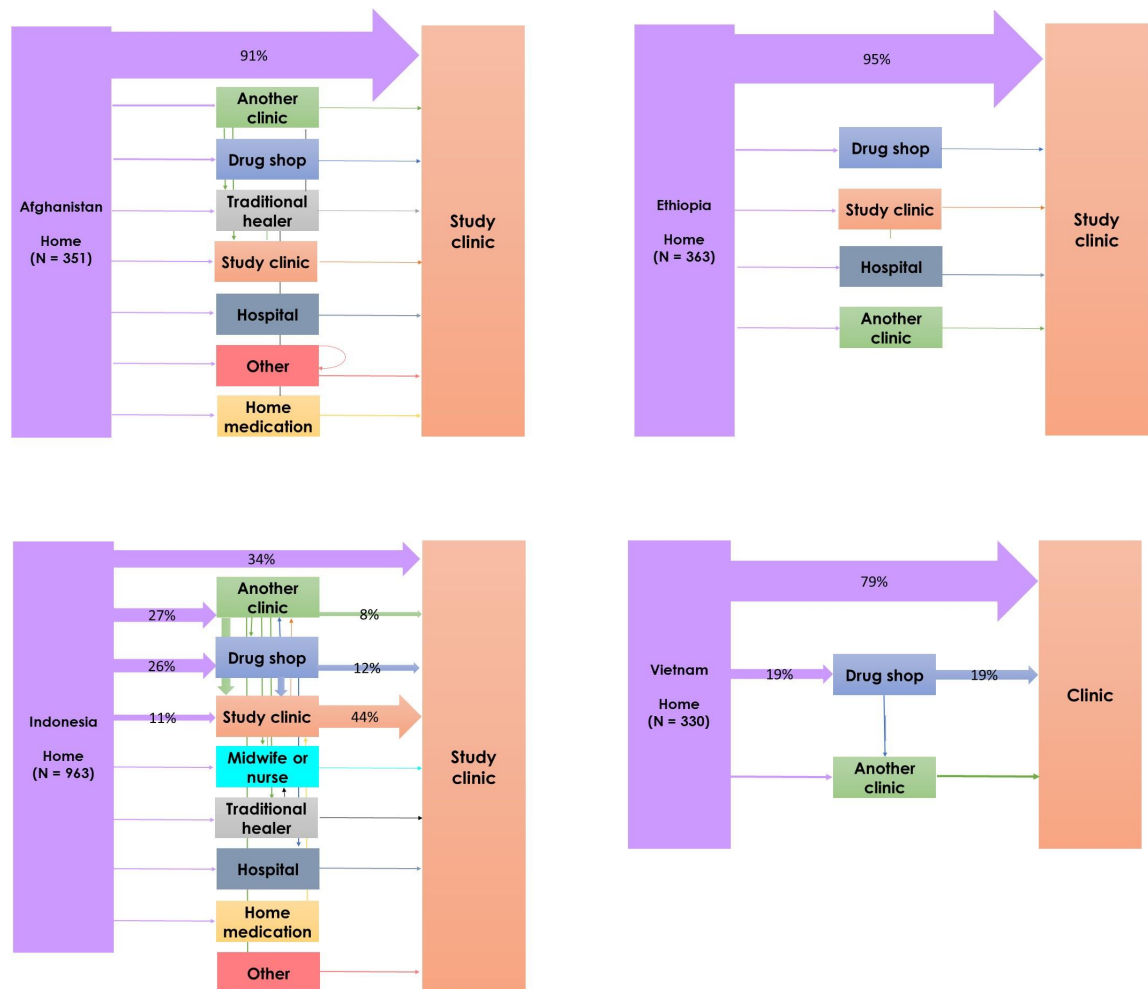 91%
Another
clinic
Drug shop
Traditional
healer
Study clinic
Hospital
Other
Home
medication
Afghanistan
Home
(N = 351)
Study
clinic
95%
Drug shop
Study clinic
Hospital
Another
clinic
Ethiopia
Home
(N = 363)
Study
clinic
34%
Another
clinic
27%
8%
Drug shop
26%
12%
Study clinic
11%
44%
Midwife or
nurse
Traditional
healer
Hospital
Home
medication
Other
Indonesia
Home
(N = 963)
Study
clinic
79%
Vietnam
Home
(N = 330)
19%
Drug shop
19%
Another
clinic
Clinic